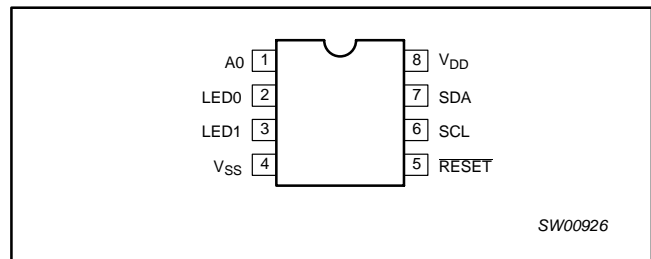 A0 1 8 VDD
LED0 2 7 SDA
LED1 3 6 SCL
VSS 4 5 RESET
SW00926